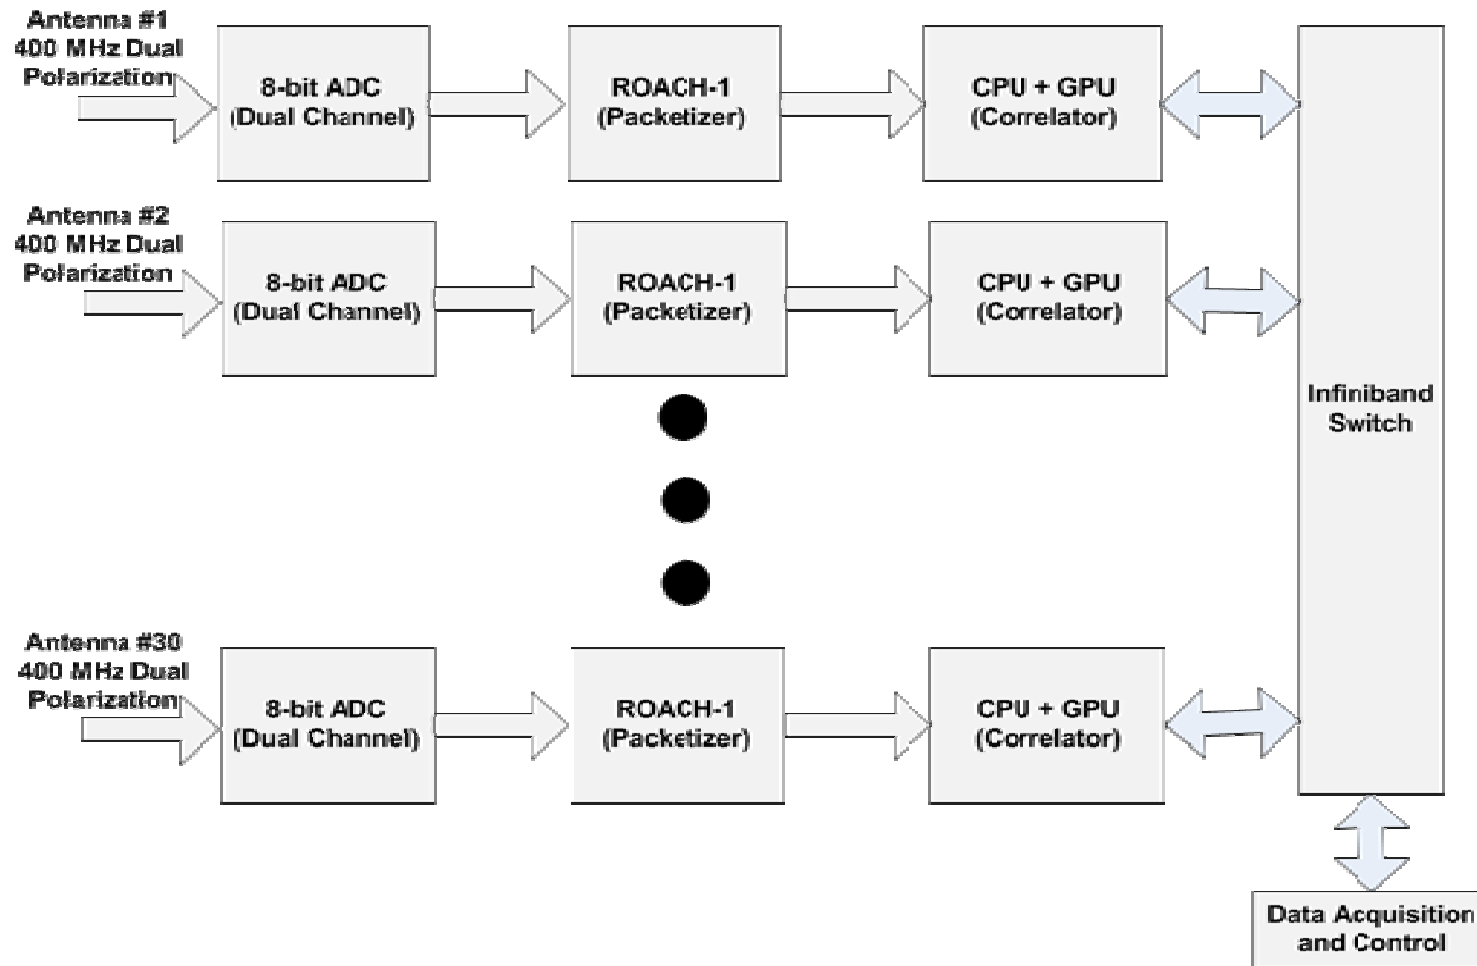 Antenna #1
400 MHz Dual
Polarization
8-bit ADC
(Dual Channel)
ROACH-1
(Packetizer)
CPU + GPU
(Correlator)
Antenna #2
400 MHz Dual
Polarization
8-bit ADC
(Dual Channel)
ROACH-1
(Packetizer)
CPU + GPU
(Correlator)
Infiniband
Switch
Antenna #30
400 MHz Dual
Polarization
8-bit ADC
(Dual Channel)
ROACH-1
(Packetizer)
CPU + GPU
(Correlator)
Data Acquisition
and Control